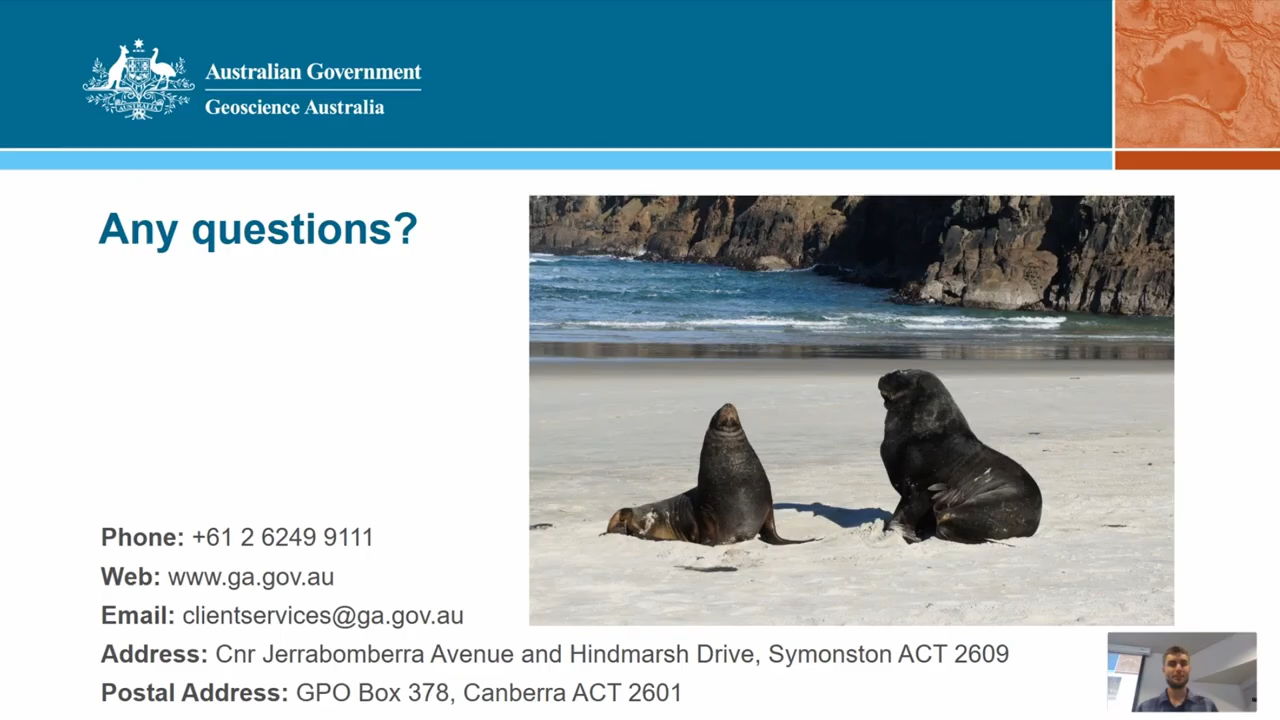 Australian Government
Geoscience Australia
Any questions?
Phone: +61 2 6249 9111
Web: www.ga.gov.au
Email: clientservices@ga.gov.au
Address: Cnr Jerrabomberra Avenue and Hindmarsh Drive, Symonston ACT 2609
Postal Address: GPO Box 378, Canberra ACT 2601